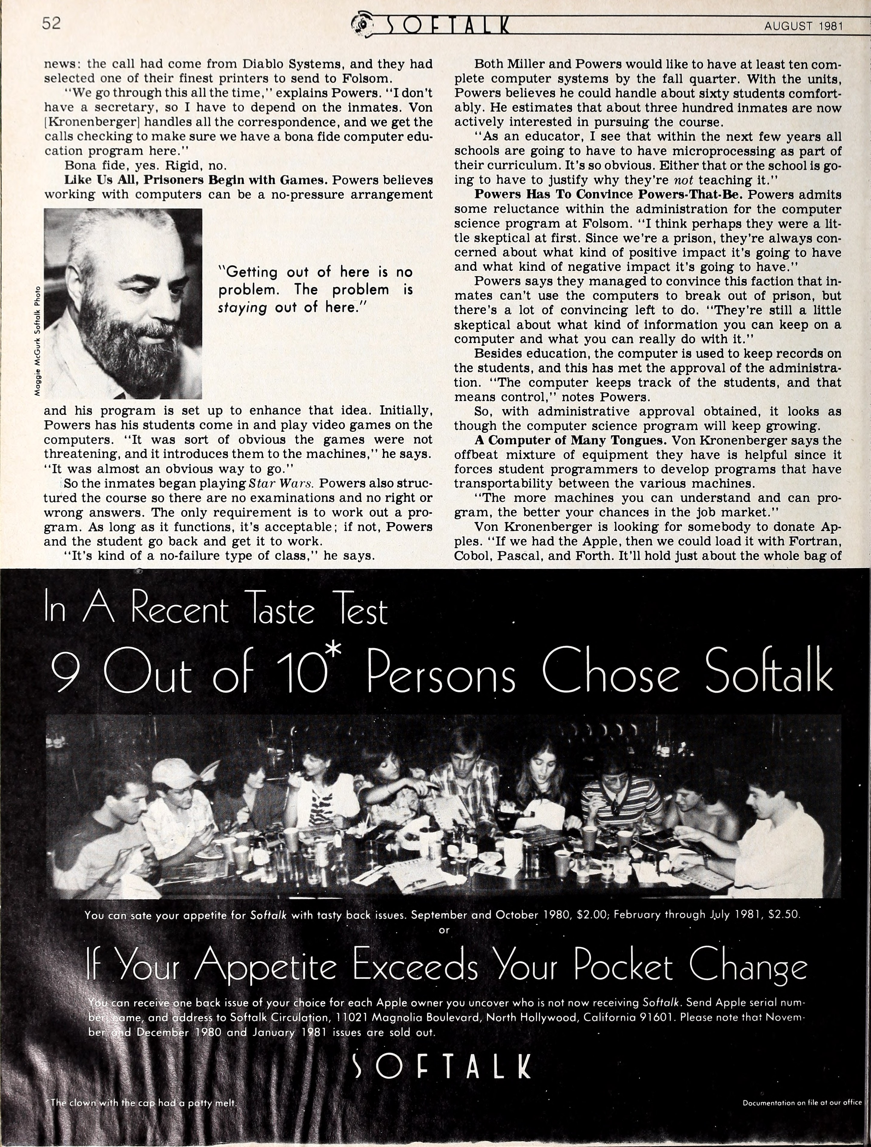 52
SOFTALK
AUGUST 1981
news: the call had come from Diablo Systems, and they had
selected one of their finest printers to send to Folsom.
"We go through this all the time," explains Powers. "I don't
have a secretary, so I have to depend on the inmates. Von
[Kronenberger] handles all the correspondence, and we get the
calls checking to make sure we have a bona fide computer edu-
cation program here."
Bona fide, yes. Rigid, no.
Like Us All, Prisoners Begin with Games. Powers believes
working with computers can be a no-pressure arrangement
Maggie McGurk Softalk Photo
"Getting out of here is no
problem. The problem is
staying out of here."
and his program is set up to enhance that idea. Initially,
Powers has his students come in and play video games on the
computers. "It was sort of obvious the games were not
threatening, and it introduces them to the machines," he says.
"It was almost an obvious way to go."
So the inmates began playing Star Wars. Powers also struc-
tured the course so there are no examinations and no right or
wrong answers. The only requirement is to work out a pro-
gram. As long as it functions, it's acceptable; if not, Powers
and the student go back and get it to work.
"It's kind of a no-failure type of class," he says.
Both Miller and Powers would like to have at least ten com-
plete computer systems by the fall quarter. With the units,
Powers believes he could handle about sixty students comfort-
ably. He estimates that about three hundred inmates are now
actively interested in pursuing the course.
"As an educator, I see that within the next few years all
schools are going to have to have microprocessing as part of
their curriculum. It's so obvious. Either that or the school is go-
ing to have to justify why they're not teaching it."
Powers Has To Convince Powers-That-Be. Powers admits
some reluctance within the administration for the computer
science program at Folsom. "I think perhaps they were a lit-
tle skeptical at first. Since we're a prison, they're always con-
cerned about what kind of positive impact it's going to have
and what kind of negative impact it's going to have."
Powers says they managed to convince this faction that in-
mates can't use the computers to break out of prison, but
there's a lot of convincing left to do. "They're still a little
skeptical about what kind of information you can keep on a
computer and what you can really do with it."
Besides education, the computer is used to keep records on
the students, and this has met the approval of the administra-
tion. "The computer keeps track of the students, and that
means control," notes Powers.
So, with administrative approval obtained, it looks as
though the computer science program will keep growing.
A Computer of Many Tongues. Von Kronenberger says the
offbeat mixture of equipment they have is helpful since it
forces student programmers to develop programs that have
transportability between the various machines.
"The more machines you can understand and can pro-
gram, the better your chances in the job market."
Von Kronenberger is looking for somebody to donate Ap-
ples. "If we had the Apple, then we could load it with Fortran,
Cobol, Pascal, and Forth. It'll hold just about the whole bag of
In A Recent Taste Test
9 Out of 10* Persons Chose Softalk
You can sate your appetite for Softalk with tasty back issues. September and October 1980, $2.00; February through July 1981, $2.50.
or
If Your Appetite Exceeds Your Pocket Change
You can receive one back issue of your choice for each Apple owner you uncover who is not now receiving Softalk. Send Apple serial num-
ber, name, and address to Softalk Circulation, 11021 Magnolia Boulevard, North Hollywood, California 91601. Please note that Novem-
ber and December 1980 and January 1981 issues are sold out.
SOFTALK
*The clown with the cap had a patty melt.
Documentation on file at our office